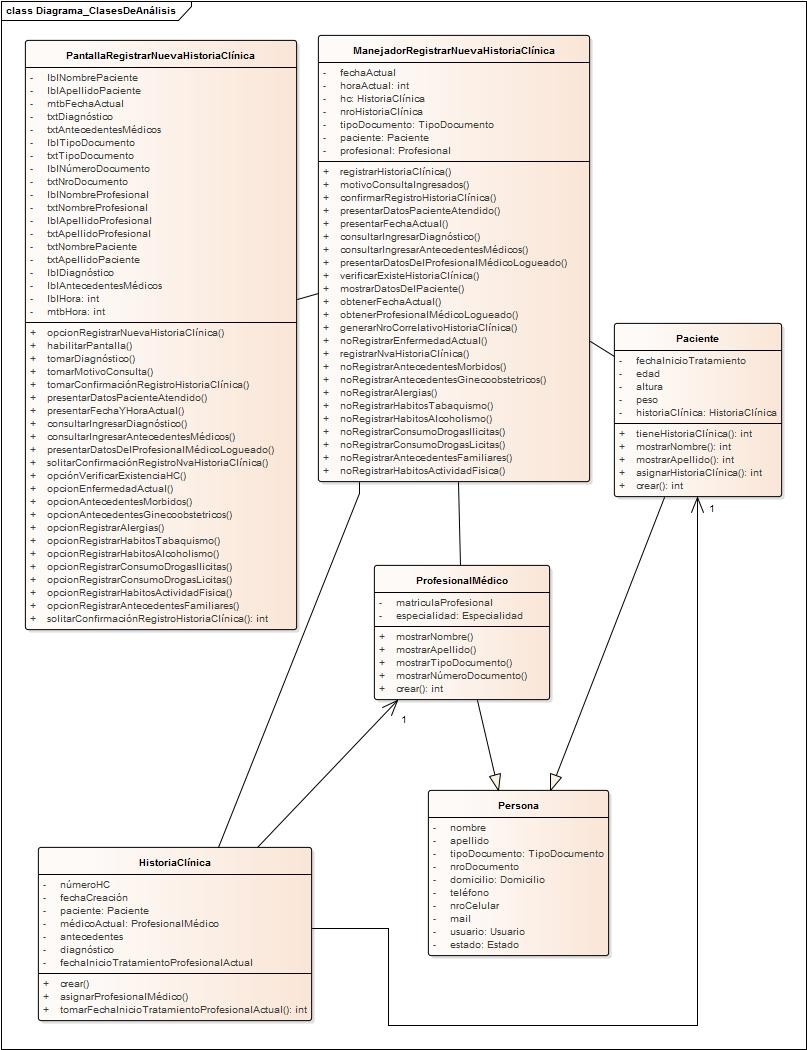 class Diagrama_ClasesDeAnálisis
PantallaRegistrarNuevaHistoriaClínica
- lblNombrePaciente
- lblApellidoPaciente
- mtbFechaActual
- txtDiagnóstico
- txtAntecedentesMédicos
- lblTipoDocumento
- txtTipoDocumento
- lblNúmeroDocumento
- txtNroDocumento
- lblNombreProfesional
- txtNombreProfesional
- lblApellidoProfesional
- txtApellidoProfesional
- txtNombrePaciente
- txtApellidoPaciente
- lblDiagnóstico
- lblAntecedentesMédicos
- lblHora: int
- mtbHora: int
+ opcionRegistrarNuevaHistoriaClínica()
+ habilitarPantalla()
+ tomarDiagnóstico()
+ tomarMotivoConsulta()
+ tomarConfirmaciónRegistroHistoriaClínica()
+ presentarDatosPacienteAtendido()
+ presentarFechaYHoraActual()
+ consultarIngresarDiagnóstico()
+ consultarIngresarAntecedentesMédicos()
+ presentarDatosDelProfesionalMédicoLogueado()
+ solitarConfirmaciónRegistroNvaHistoriaClínica()
+ opciónVerificarExistenciaHC()
+ opcionEnfermedadActual()
+ opcionAntecedentesMorbidos()
+ opcionAntecedentesGinecoobstetricos()
+ opcionRegistrarAlergias()
+ opcionRegistrarHabitosTabaquismo()
+ opcionRegistrarHabitosAlcoholismo()
+ opcionRegistrarConsumoDrogasIlicitas()
+ opcionRegistrarConsumoDrogasLicitas()
+ opcionRegistrarHabitosActividadFisica()
+ opcionRegistrarAntecedentesFamiliares()
+ solitarConfirmaciónRegistroHistoriaClínica(): int
ManejadorRegistrarNuevaHistoriaClínica
- fechaActual
- horaActual: int
- hc: HistoriaClínica
- nroHistoriaClínica
- tipoDocumento: TipoDocumento
- paciente: Paciente
- profesional: Profesional
+ registrarHistoriaClínica()
+ motivoConsultaIngresados()
+ confirmarRegistroHistoriaClínica()
+ presentarDatosPacienteAtendido()
+ presentarFechaActual()
+ consultarIngresarDiagnóstico()
+ consultarIngresarAntecedentesMédicos()
+ presentarDatosDelProfesionalMédicoLogueado()
+ verificarExisteHistoriaClínica()
+ mostrarDatosDelPaciente()
+ obtenerFechaActual()
+ obtenerProfesionalMédicoLogueado()
+ generarNroCorrelativoHistoriaClínica()
+ noRegistrarEnfermedadActual()
+ registrarNvaHistoriaClínica()
+ noRegistrarAntecedentesMorbidos()
+ noRegistrarAntecedentesGinecoobstetricos()
+ noRegistrarAlergias()
+ noRegistrarHabitosTabaquismo()
+ noRegistrarHabitosAlcoholismo()
+ noRegistrarConsumoDrogasIlicitas()
+ noRegistrarConsumoDrogasLicitas()
+ noRegistrarAntecedentesFamiliares()
+ noRegistrarHabitosActividadFisica()
Paciente
- fechaInicioTratamiento
- edad
- altura
- peso
- historiaClínica: HistoriaClínica
+ tieneHistoriaClínica(): int
+ mostrarNombre(): int
+ mostrarApellido(): int
+ asignarHistoriaClínica(): int
+ crear(): int
1
ProfesionalMédico
- matriculaProfesional
- especialidad: Especialidad
+ mostrarNombre()
+ mostrarApellido()
+ mostrarTipoDocumento()
+ mostrarNúmeroDocumento()
+ crear(): int
1
Persona
- nombre
- apellido
- tipoDocumento: TipoDocumento
- nroDocumento
- domicilio: Domicilio
- teléfono
- nroCelular
- mail
- usuario: Usuario
- estado: Estado
HistoriaClínica
- númeroHC
- fechaCreación
- paciente: Paciente
- médicoActual: ProfesionalMédico
- antecedentes
- diagnóstico
- fechaInicioTratamientoProfesionalActual
+ crear()
+ asignarProfesionalMédico()
+ tomarFechaInicioTratamientoProfesionalActual(): int